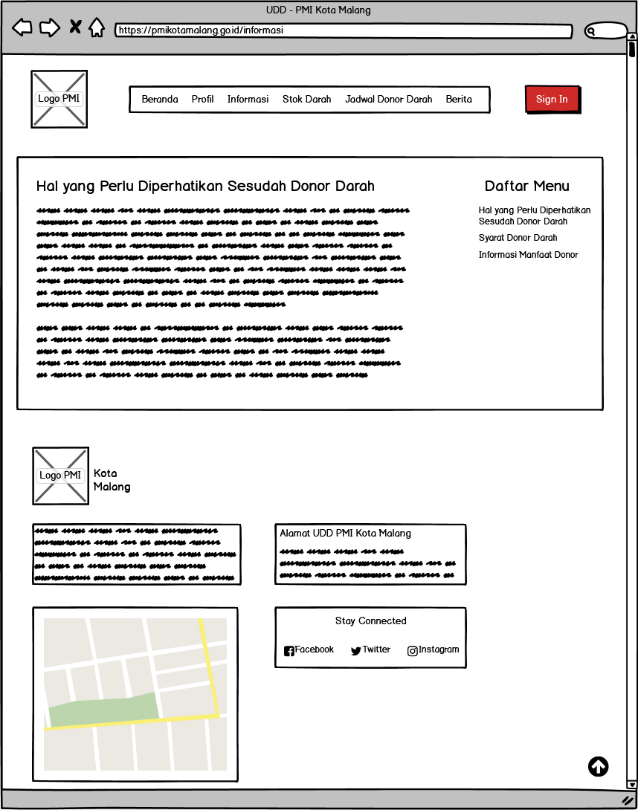 UDD - PMI Kota Malang
https://pmikotamalang.go.id/informasi
Logo PMI
Beranda Profil Informasi Stok Darah Jadwal Donor Darah Berita
Sign In
Hal yang Perlu Diperhatikan Sesudah Donor Darah
Daftar Menu
Hal yang Perlu Diperhatikan
Sesudah Donor Darah
Syarat Donor Darah
Informasi Manfaat Donor
Logo PMI
Kota
Malang
Alamat UDD PMI Kota Malang
Stay Connected
Facebook Twitter Instagram